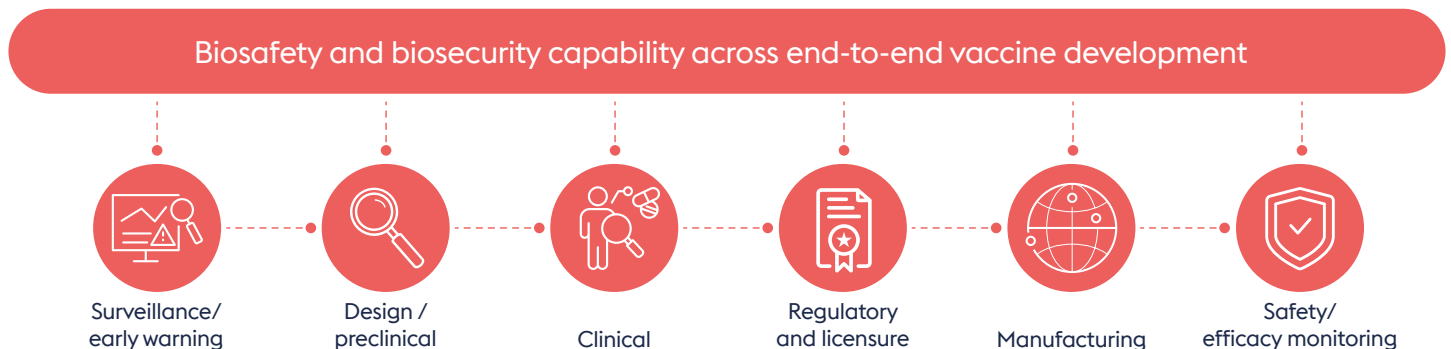 Biosafety and biosecurity capability across end-to-end vaccine development
Surveillance/
early warning
Design /
preclinical
Clinical
Regulatory
and licensure
Manufacturing
Safety/
efficacy monitoring